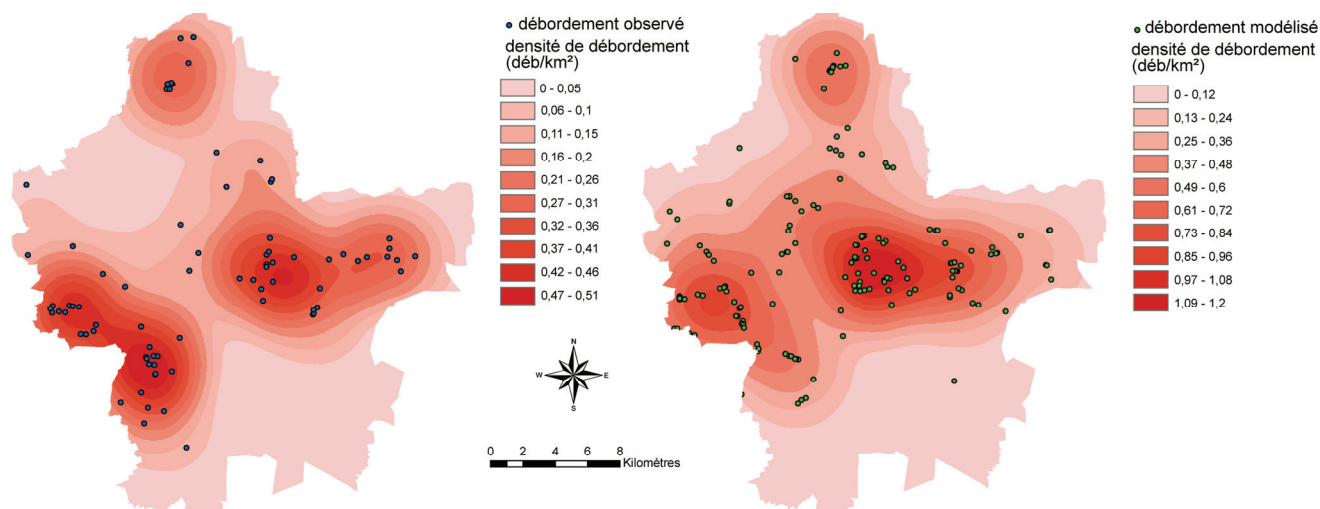 débordement observé
densité de débordement
(déb/km²)
0 - 0,05
0,06 - 0,1
0,11 - 0,15
0,16 - 0,2
0,21 - 0,26
0,27 - 0,31
0,32 - 0,36
0,37 - 0,41
0,42 - 0,46
0,47 - 0,51
N
W E
S
0 2 4 6 8
Kilomètres
débordement modélisé
densité de débordement
(déb/km²)
0 - 0,12
0,13 - 0,24
0,25 - 0,36
0,37 - 0,48
0,49 - 0,6
0,61 - 0,72
0,73 - 0,84
0,85 - 0,96
0,97 - 1,08
1,09 - 1,2